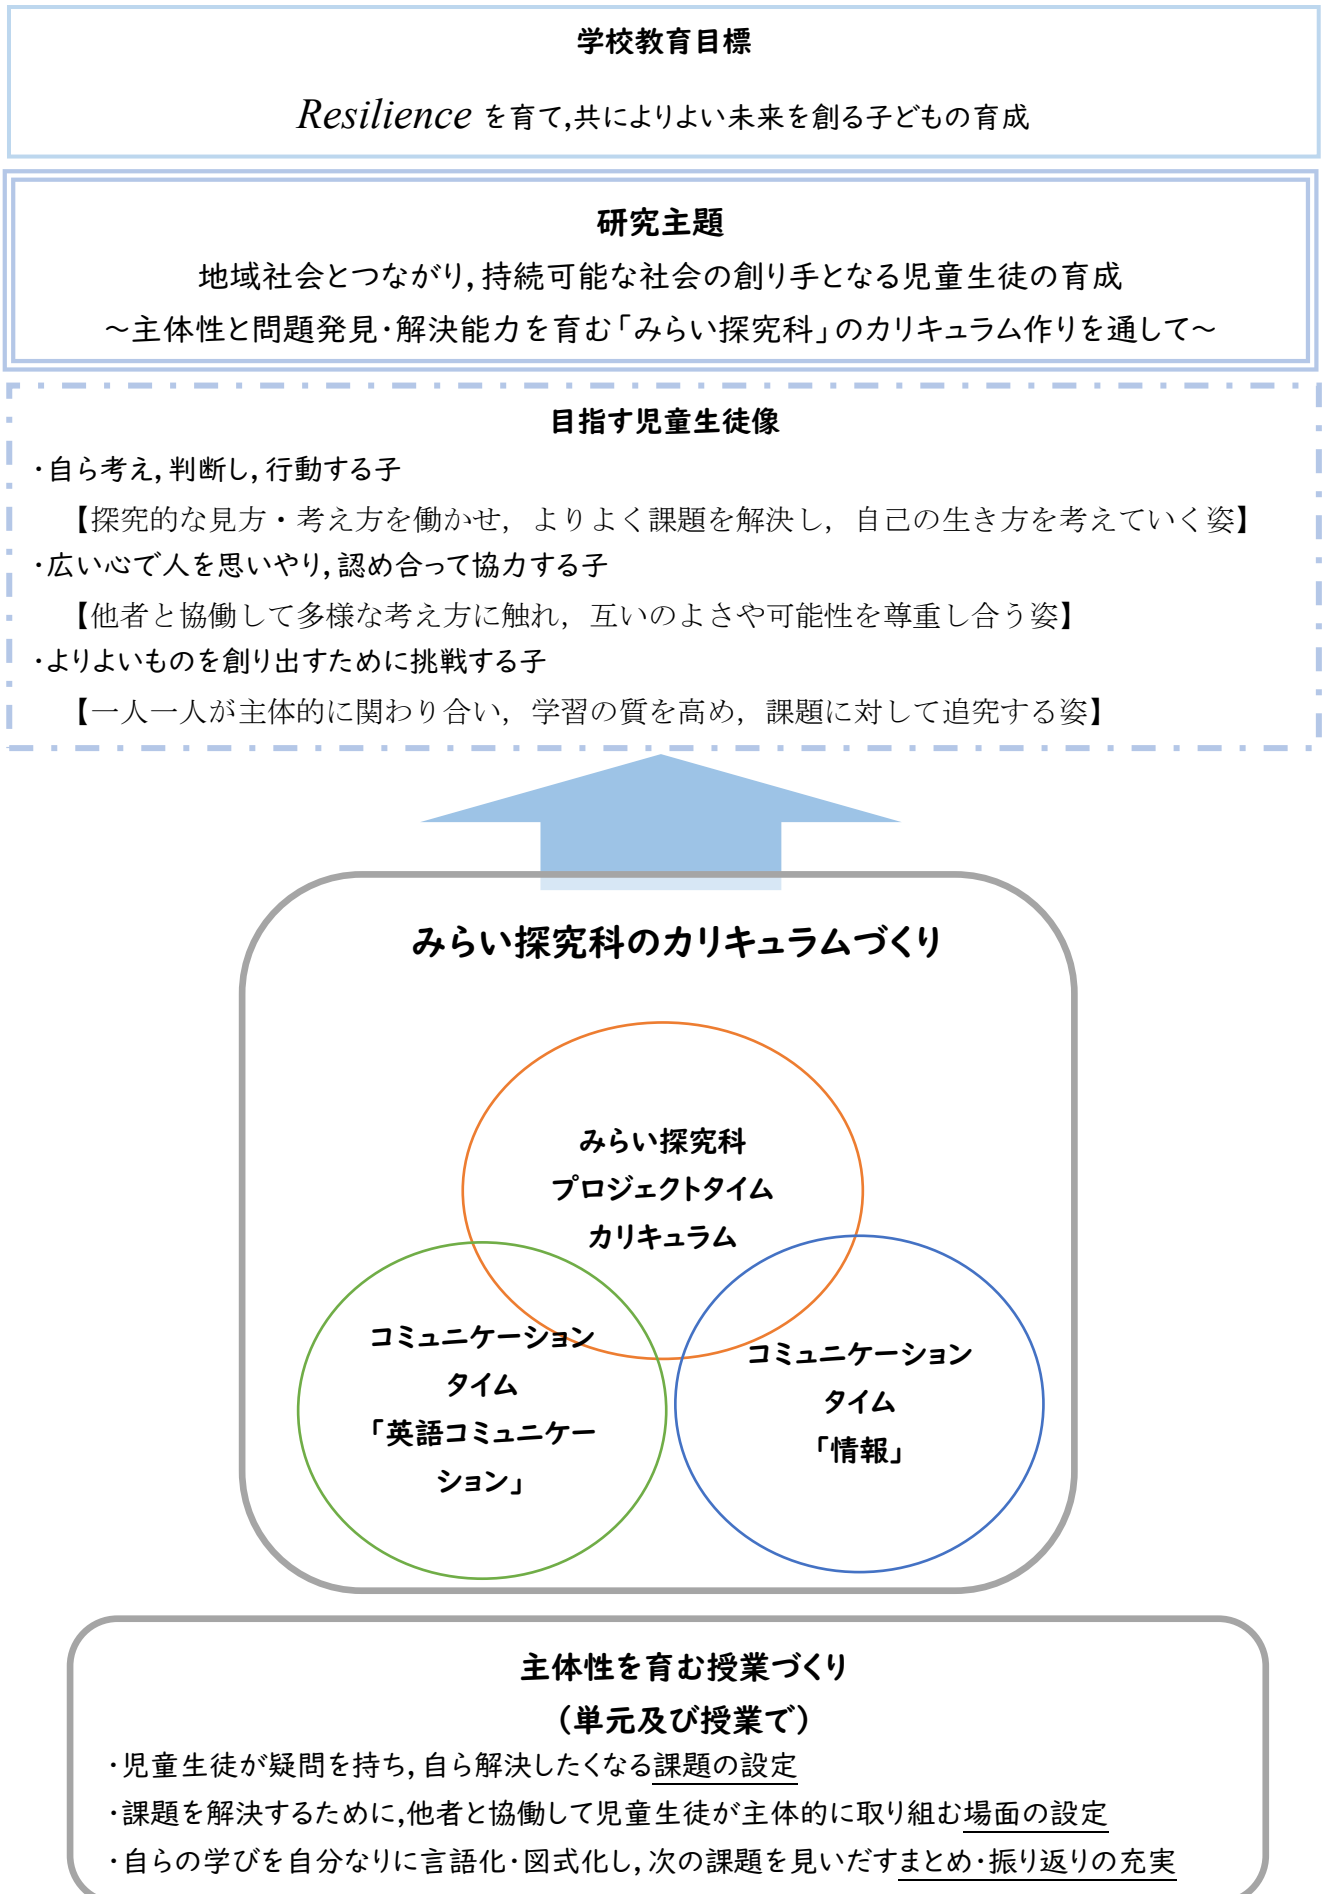 学校教育目標
Resilience を育て,共によりよい未来を創る子どもの育成
研究主題
地域社会とつながり,持続可能な社会の創り手となる児童生徒の育成
～主体性と問題発見・解決能力を育む「みらい探究科」のカリキュラム作りを通して～
目指す児童生徒像
・自ら考え,判断し,行動する子
【探究的な見方・考え方を働かせ，よりよく課題を解決し，自己の生き方を考えていく姿】
・広い心で人を思いやり,認め合って協力する子
【他者と協働して多様な考え方に触れ，互いのよさや可能性を尊重し合う姿】
・よりよいものを創り出すために挑戦する子
【一人一人が主体的に関わり合い，学習の質を高め，課題に対して追究する姿】
みらい探究科のカリキュラムづくり
みらい探究科
プロジェクトタイム
カリキュラム
コミュニケーション
タイム
「英語コミュニケー
ション」
コミュニケーション
タイム
「情報」
主体性を育む授業づくり
（単元及び授業で）
・児童生徒が疑問を持ち,自ら解決したくなる課題の設定
・課題を解決するために,他者と協働して児童生徒が主体的に取り組む場面の設定
・自らの学びを自分なりに言語化・図式化し,次の課題を見いだすまとめ・振り返りの充実